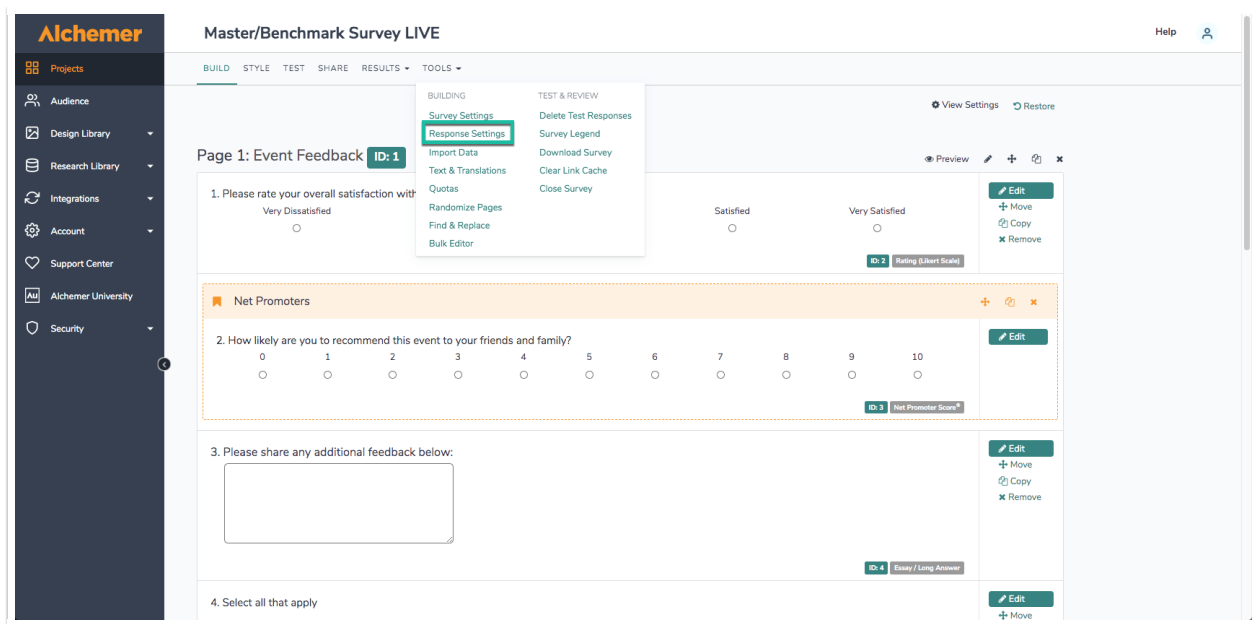 Alchemer
Master/Benchmark Survey LIVE
Help
Projects
BUILD STYLE TEST SHARE RESULTS TOOLS
Audience
Design Library
Research Library
Integrations
Account
Support Center
Au Alchemer University
Security
BUILDING
Survey Settings
Response Settings
Import Data
Text & Translations
Quotas
Randomize Pages
Find & Replace
Bulk Editor
TEST & REVIEW
Delete Test Responses
Survey Legend
Download Survey
Clear Link Cache
Close Survey
View Settings Restore
Page 1: Event Feedback ID: 1
Preview
1. Please rate your overall satisfaction with
Very Dissatisfied Satisfied Very Satisfied
ID: 2 Rating (Likert Scale)
Edit
Move
Copy
Remove
Net Promoters
2. How likely are you to recommend this event to your friends and family?
0 1 2 3 4 5 6 7 8 9 10
ID: 3 Net Promoter Score®
Edit
3. Please share any additional feedback below:
ID: 4 Essay / Long Answer
Edit
Move
Copy
Remove
4. Select all that apply
Edit
Move